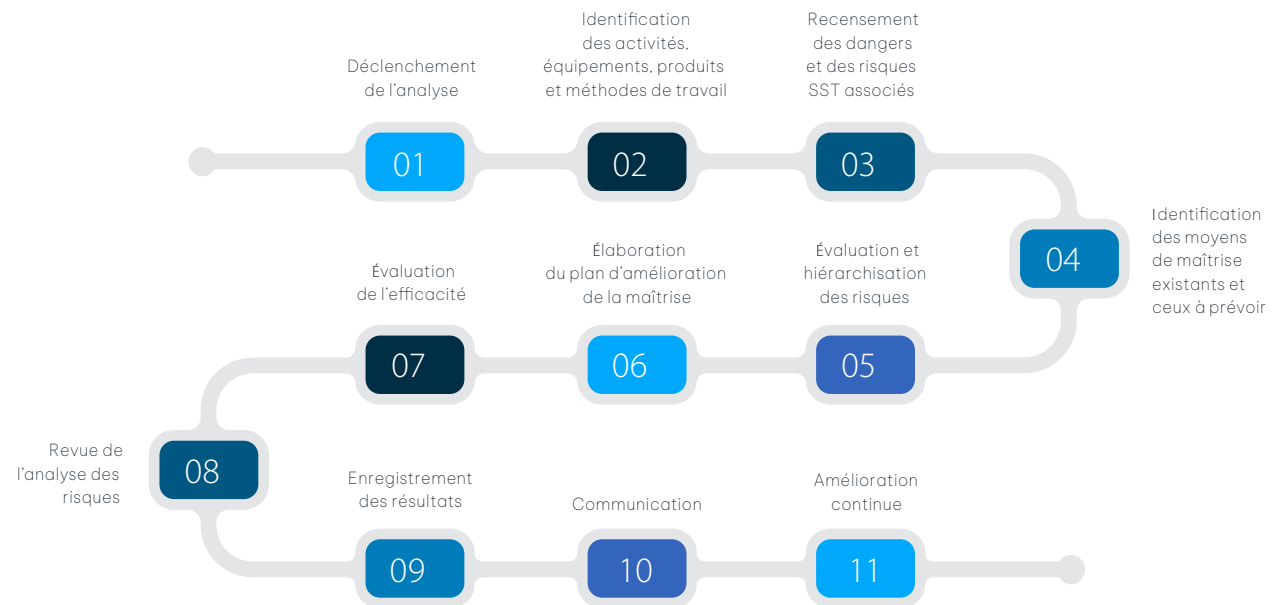 Déclenchement
de l'analyse
01
Identification
des activités,
équipements, produits
et méthodes de travail
02
Recensement
des dangers
et des risques
SST associés
03
Identification
des moyens
de maîtrise
existants et
ceux à prévoir
04
Évaluation et
hiérarchisation
des risques
05
Élaboration
du plan d'amélioration
de la maîtrise
06
Évaluation
de l'efficacité
07
Revue de
l'analyse des
risques
08
Enregistrement
des résultats
09
Communication
10
Amélioration
continue
11